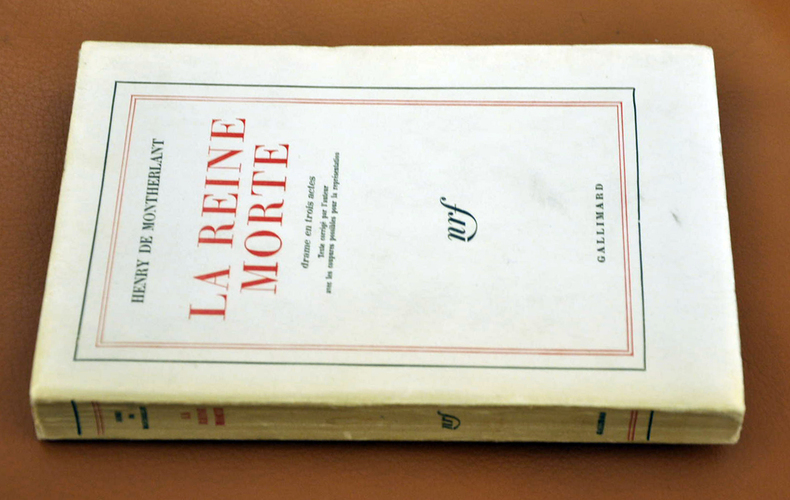 HENRY DE MONTHERLANT
LA REINE
MORTE
drame en trois actes
Texte corrigé par l'auteur
avec les coupures possibles pour la représentation
nrf
GALLIMARD
LA
REINE
MORTE
nrf
GALLIMARD